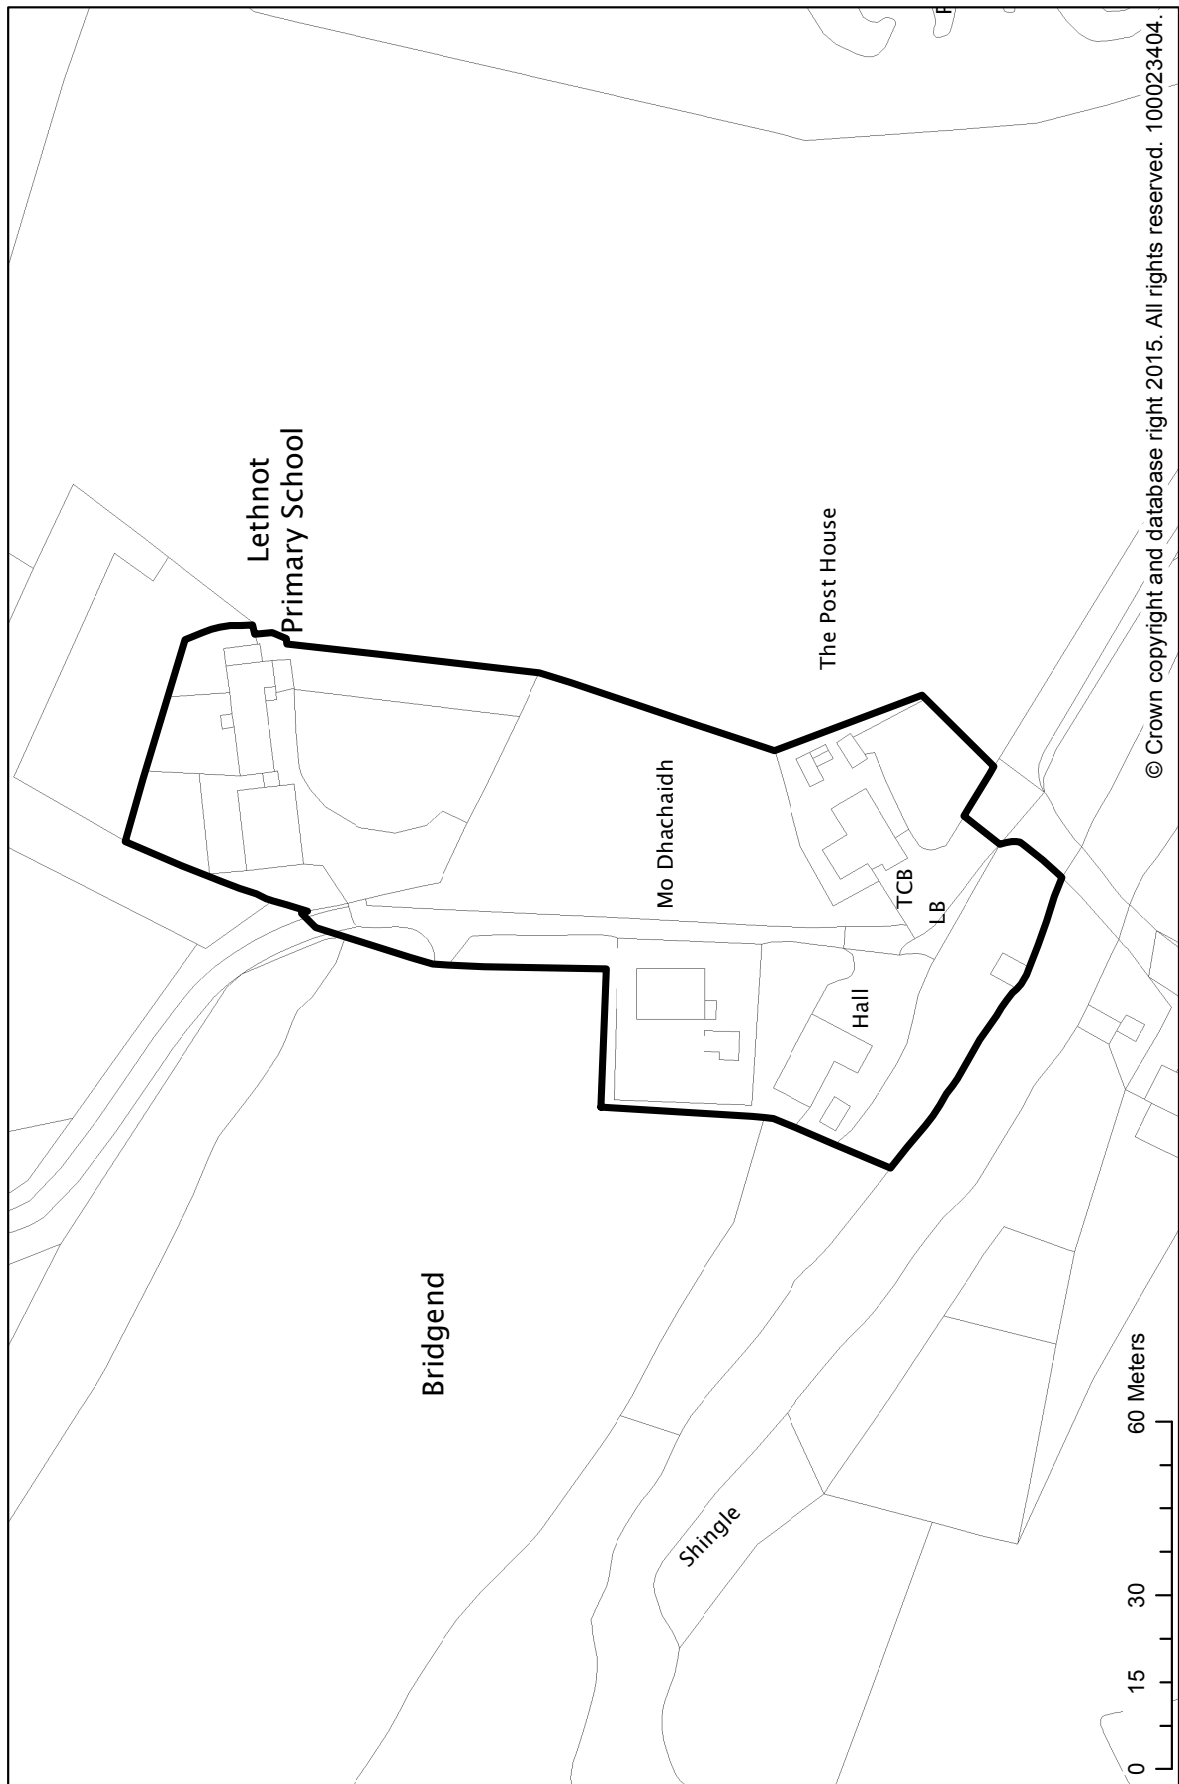 Lethnot
Primary School
The Post House
Mo Dhachaidh
TCB
LB
Hall
Bridgend
Shingle
0 15 30 60 Meters
© Crown copyright and database right 2015. All rights reserved. 100023404.